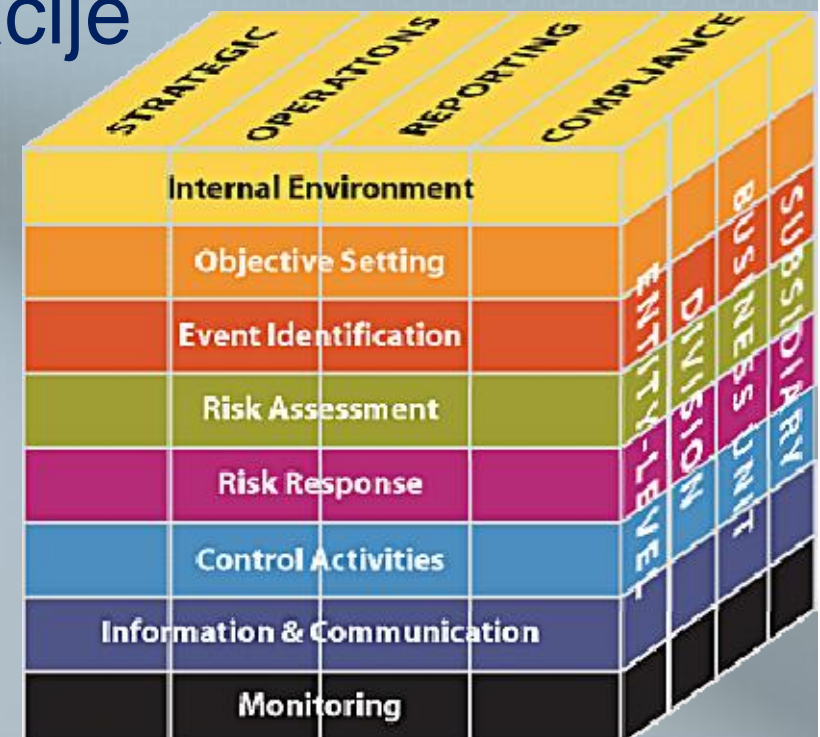 STRATEGIC
OPERATIONS
REPORTING
COMPLIANCE
Internal Environment
Objective Setting
Event Identification
Risk Assessment
Risk Response
Control Activities
Information & Communication
Monitoring
ENTITY-LEVEL
DIVISION
BUSINESS UNIT
SUBSIDIARY